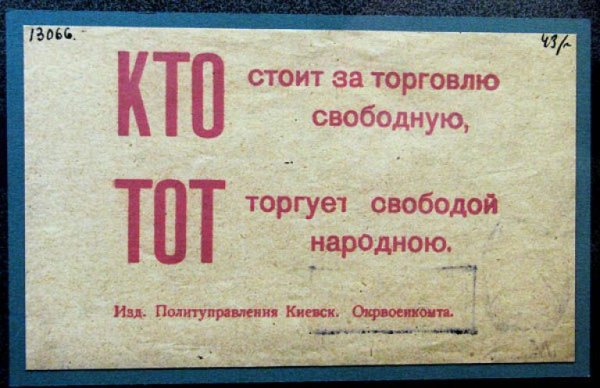 13066.
43/-
КТО стоит за торговлю
свободную,
ТОТ торгует свободой
народною.
Изд. Политуправления Киевск. Окрвоенкомта.